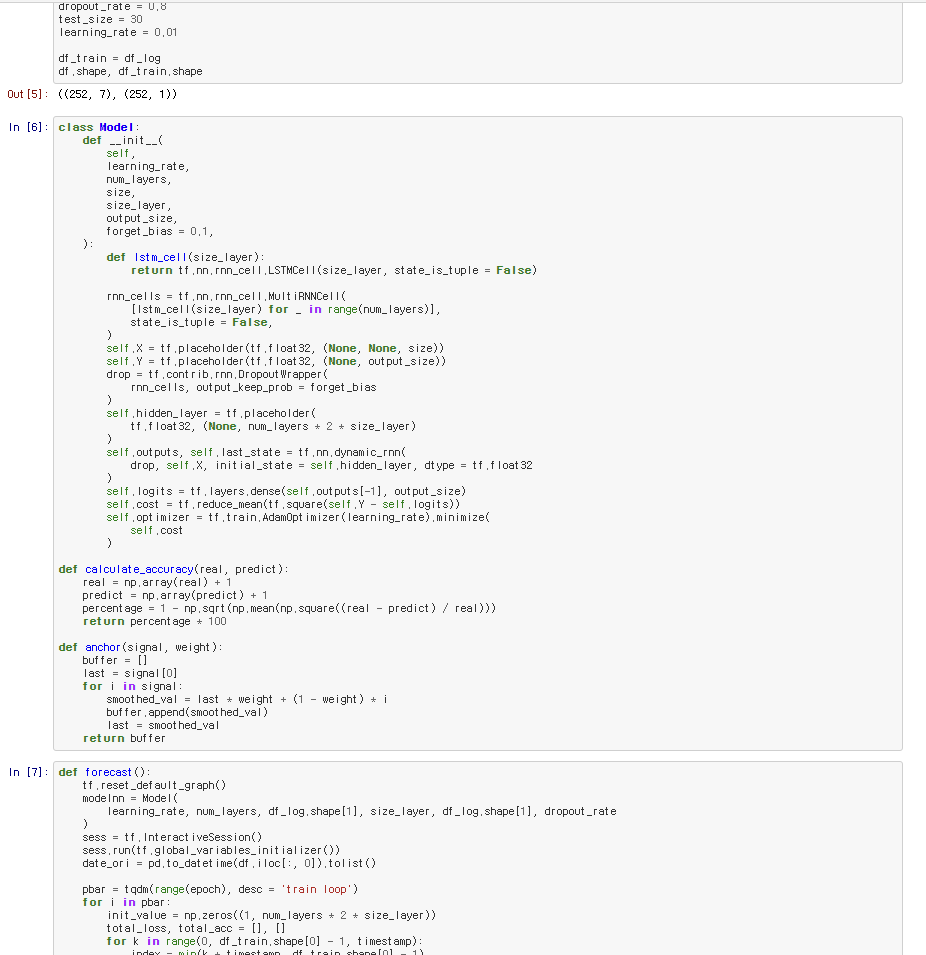 dropout_rate = 0.8
test_size = 30
learning_rate = 0.01

df_train = df_log
df.shape, df_train.shape
Out[5]: ((252, 7), (252, 1))
In [6]: class Model:
    def __init__(
        self,
        learning_rate,
        num_layers,
        size,
        size_layer,
        output_size,
        forget_bias = 0.1,
    ):
        def lstm_cell(size_layer):
            return tf.nn.rnn_cell.LSTMCell(size_layer, state_is_tuple = False)

        rnn_cells = tf.nn.rnn_cell.MultiRNNCell(
            [lstm_cell(size_layer) for _ in range(num_layers)],
            state_is_tuple = False,
        )
        self.X = tf.placeholder(tf.float32, (None, None, size))
        self.Y = tf.placeholder(tf.float32, (None, output_size))
        drop = tf.contrib.rnn.DropoutWrapper(
            rnn_cells, output_keep_prob = forget_bias
        )
        self.hidden_layer = tf.placeholder(
            tf.float32, (None, num_layers * 2 * size_layer)
        )
        self.outputs, self.last_state = tf.nn.dynamic_rnn(
            drop, self.X, initial_state = self.hidden_layer, dtype = tf.float32
        )
        self.logits = tf.layers.dense(self.outputs[-1], output_size)
        self.cost = tf.reduce_mean(tf.square(self.Y - self.logits))
        self.optimizer = tf.train.AdamOptimizer(learning_rate).minimize(
            self.cost
        )

def calculate_accuracy(real, predict):
    real = np.array(real) + 1
    predict = np.array(predict) + 1
    percentage = 1 - np.sqrt(np.mean(np.square((real - predict) / real)))
    return percentage * 100

def anchor(signal, weight):
    buffer = []
    last = signal[0]
    for i in signal:
        smoothed_val = last * weight + (1 - weight) * i
        buffer.append(smoothed_val)
        last = smoothed_val
    return buffer
In [7]: def forecast():
    tf.reset_default_graph()
    modelnn = Model(
        learning_rate, num_layers, df_log.shape[1], size_layer, df_log.shape[1], dropout_rate
    )
    sess = tf.InteractiveSession()
    sess.run(tf.global_variables_initializer())
    date_ori = pd.to_datetime(df.iloc[:, 0]).tolist()

    pbar = tqdm(range(epoch), desc = 'train loop')
    for i in pbar:
        init_value = np.zeros((1, num_layers * 2 * size_layer))
        total_loss, total_acc = [], []
        for k in range(0, df_train.shape[0] - 1, timestamp):
            index = min(k + timestamp, df_train.shape[0] - 1)